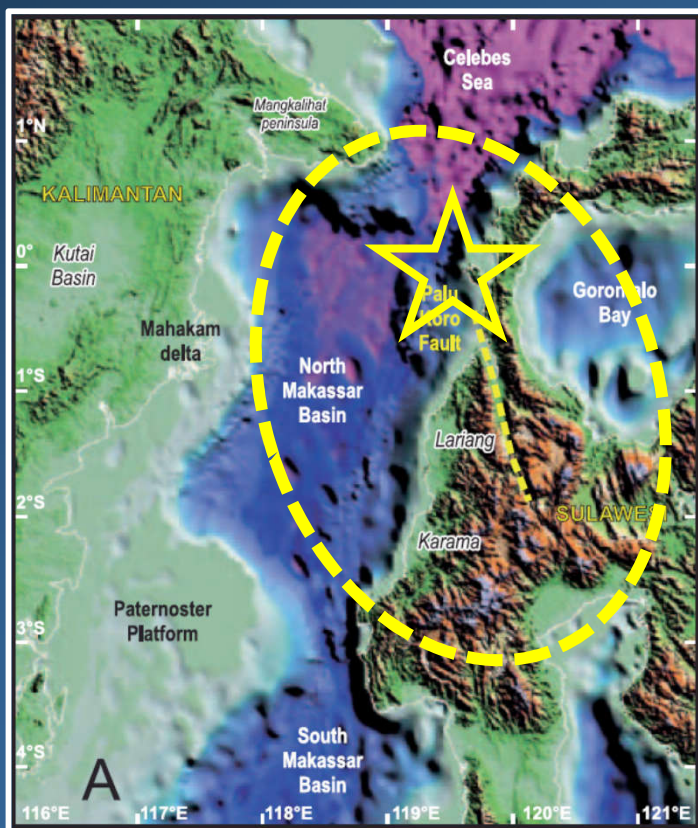 Celebes
Sea
Mangkalihat
peninsula
1°N
KALIMANTAN
Kutai
Basin
0°
Palu
Koro
Fault
Gorontalo
Bay
Mahakam
delta
1°S
North
Makassar
Basin
Lariang
2°S
SULAWESI
Karama
Paternoster
Platform
3°S
South
Makassar
Basin
4°S
A
116°E
117°E
118°E
119°E
120°E
121°E